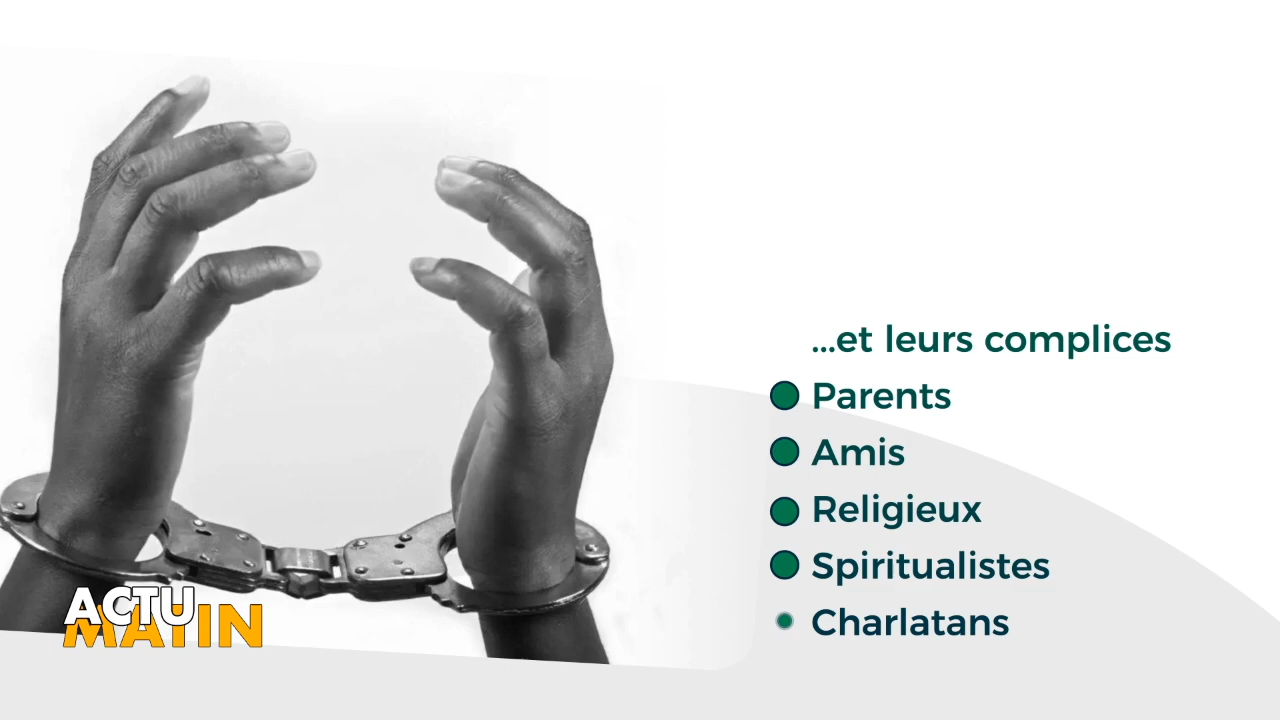 ...et leurs complices
Parents
Amis
Religieux
Spiritualistes
Charlatans
ACTU
MATIN